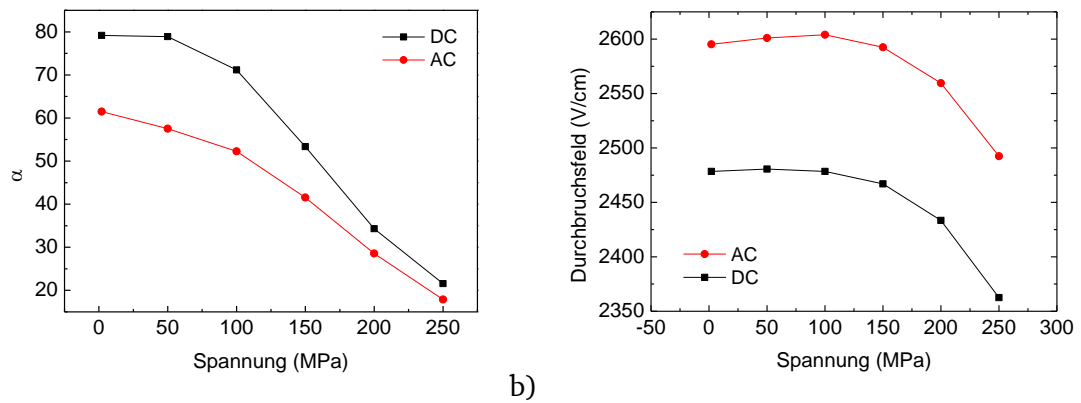 80
70
60
50
40
30
20
α
0 50 100 150 200 250
Spannung (MPa)
DC
AC
b)
2600
2550
2500
2450
2400
2350
Durchbruchsfeld (V/cm)
-50 0 50 100 150 200 250 300
Spannung (MPa)
AC
DC